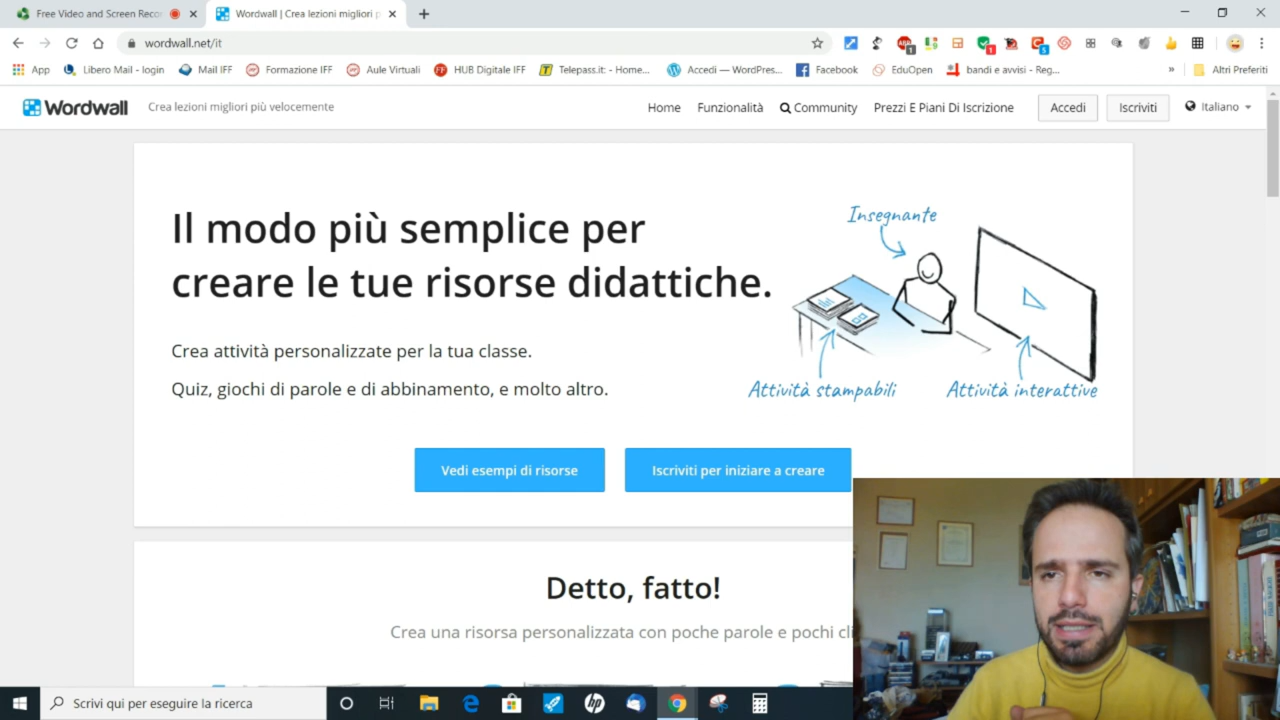 Free Video and Screen Reco
Wordwall | Crea lezioni migliori p
wordwall.net/it
App
Libero Mail - login
Mail IFF
Formazione IFF
Aule Virtuali
HUB Digitale IFF
Telepass.it: - Home...
Accedi — WordPres...
Facebook
EduOpen
bandi e avvisi - Reg...
»
Altri Preferiti
Wordwall
Crea lezioni migliori più velocemente
Home
Funzionalità
Community
Prezzi E Piani Di Iscrizione
Accedi
Iscriviti
Italiano
Il modo più semplice per
creare le tue risorse didattiche.
Crea attività personalizzate per la tua classe.
Quiz, giochi di parole e di abbinamento, e molto altro.
Insegnante
Attività stampabili
Attività interattive
Vedi esempi di risorse
Iscriviti per iniziare a creare
Detto, fatto!
Crea una risorsa personalizzata con poche parole e pochi cli
Scrivi qui per eseguire la ricerca